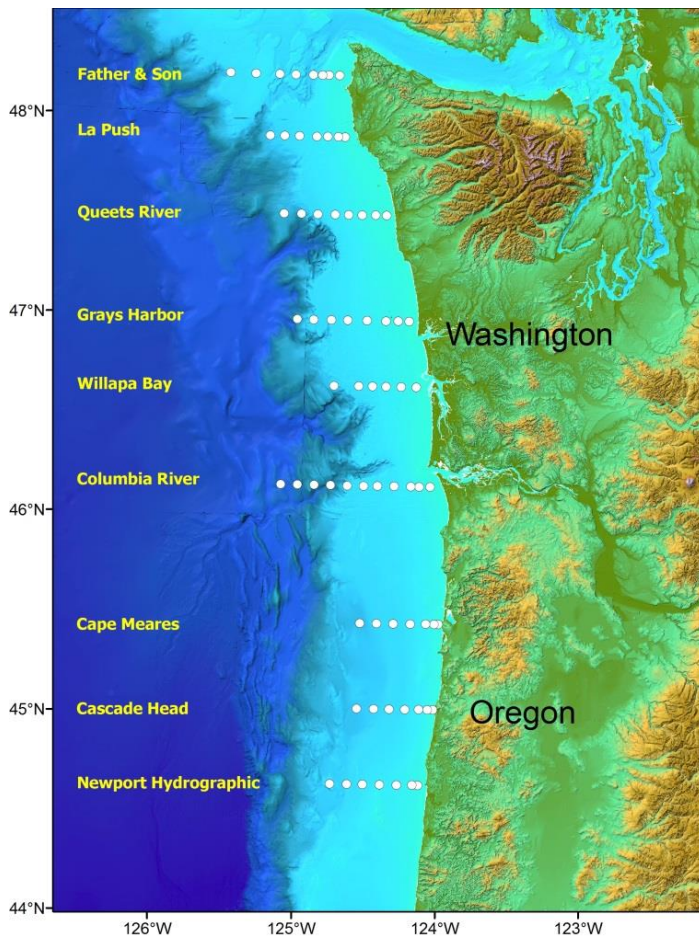 Father & Son
48°N
La Push
Queets River
47°N
Grays Harbor
Washington
Willapa Bay
Columbia River
46°N
Cape Meares
45°N
Cascade Head
Oregon
Newport Hydrographic
44°N
126°W 125°W 124°W 123°W